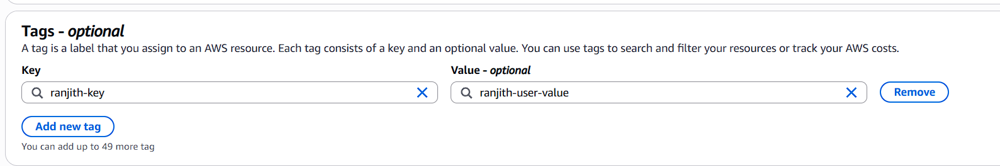 Tags - optional
A tag is a label that you assign to an AWS resource. Each tag consists of a key and an optional value. You can use tags to search and filter your resources or track your AWS costs.
Key
Value - optional
ranjith-key
ranjith-user-value
Remove
Add new tag
You can add up to 49 more tag